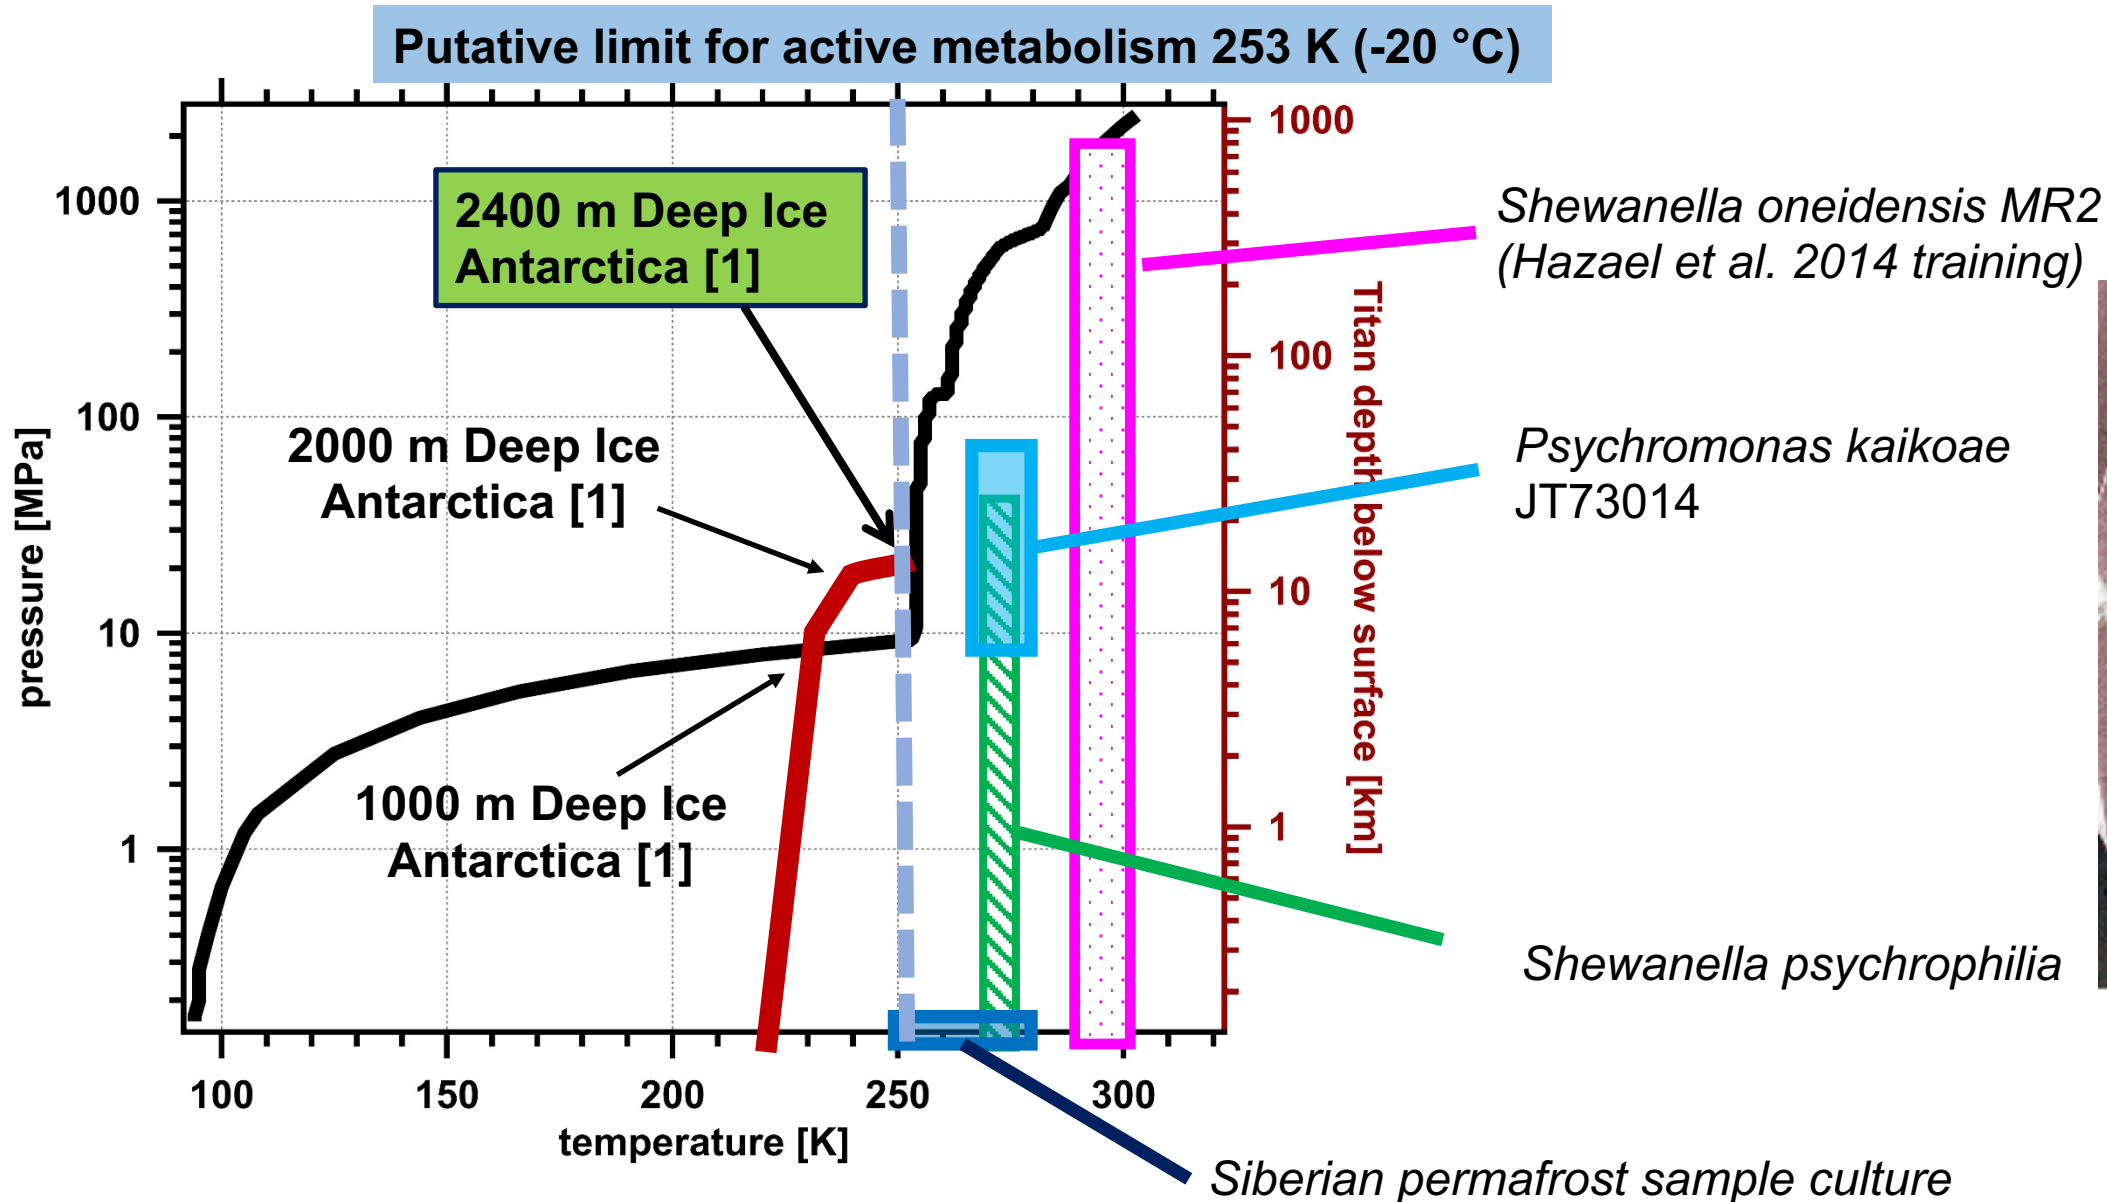 Putative limit for active metabolism 253 K (-20 °C)
2400 m Deep Ice
Antarctica [1]
2000 m Deep Ice
Antarctica [1]
1000 m Deep Ice
Antarctica [1]
pressure [MPa]
1000
100
10
1
100
150
200
250
300
temperature [K]
1000
100
10
1
Titan depth below surface [km]
Shewanella oneidensis MR2
(Hazael et al. 2014 training)
Psychromonas kaikoae
JT73014
Shewanella psychrophilia
Siberian permafrost sample culture